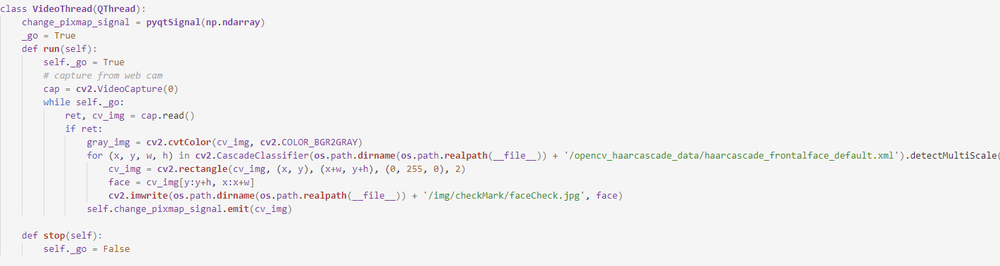 class VideoThread(QThread):
    change_pixmap_signal = pyqtSignal(np.ndarray)
    _go = True
    def run(self):
        self._go = True
        # capture from web cam
        cap = cv2.VideoCapture(0)
        while self._go:
            ret, cv_img = cap.read()
            if ret:
                gray_img = cv2.cvtColor(cv_img, cv2.COLOR_BGR2GRAY)
                for (x, y, w, h) in cv2.CascadeClassifier(os.path.dirname(os.path.realpath(__file__)) + '/opencv_haarcascade_data/haarcascade_frontalface_default.xml').detectMultiScale(
                    cv_img = cv2.rectangle(cv_img, (x, y), (x+w, y+h), (0, 255, 0), 2)
                    face = cv_img[y:y+h, x:x+w]
                    cv2.imwrite(os.path.dirname(os.path.realpath(__file__)) + '/img/checkMark/faceCheck.jpg', face)
                self.change_pixmap_signal.emit(cv_img)

    def stop(self):
        self._go = False